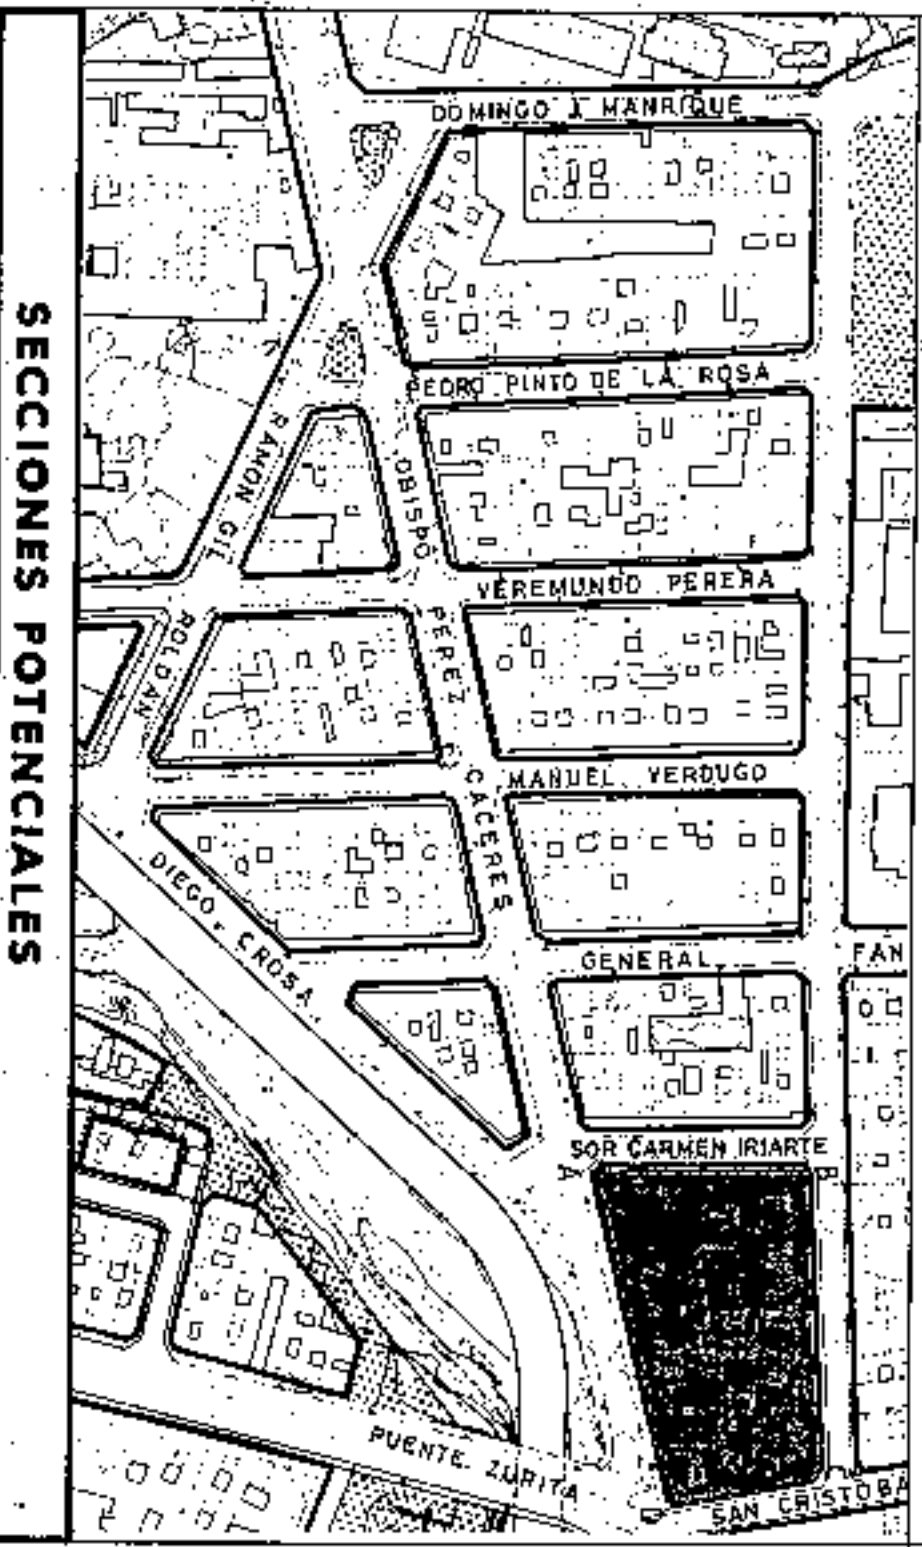 SECCIONES POTENCIALES
DOMINGO J MANRIQUE
PEDRO PINTO DE LA ROSA
RAMON GIL
ROLDAN
OBISPO
PEREZ CACERES
VEREMUNDO PERERA
MANUEL VERDUGO
DIEGO CROSA
GENERAL
FAN
SOR CARMEN IRIARTE
A
B
PUENTE ZURITA
SAN CRISTOBA